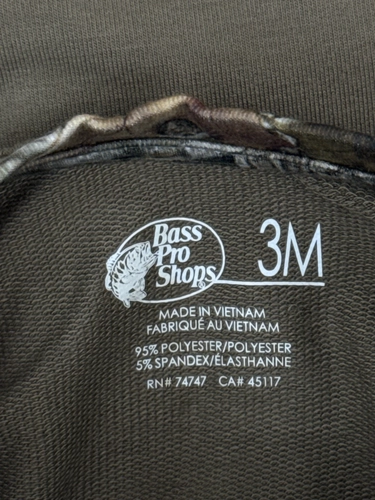 Bass
Pro
Shops
3M
MADE IN VIETNAM
FABRIQUÉ AU VIETNAM
95% POLYESTER/POLYESTER
5% SPANDEX/ÉLASTHANNE
RN# 74747 CA# 45117